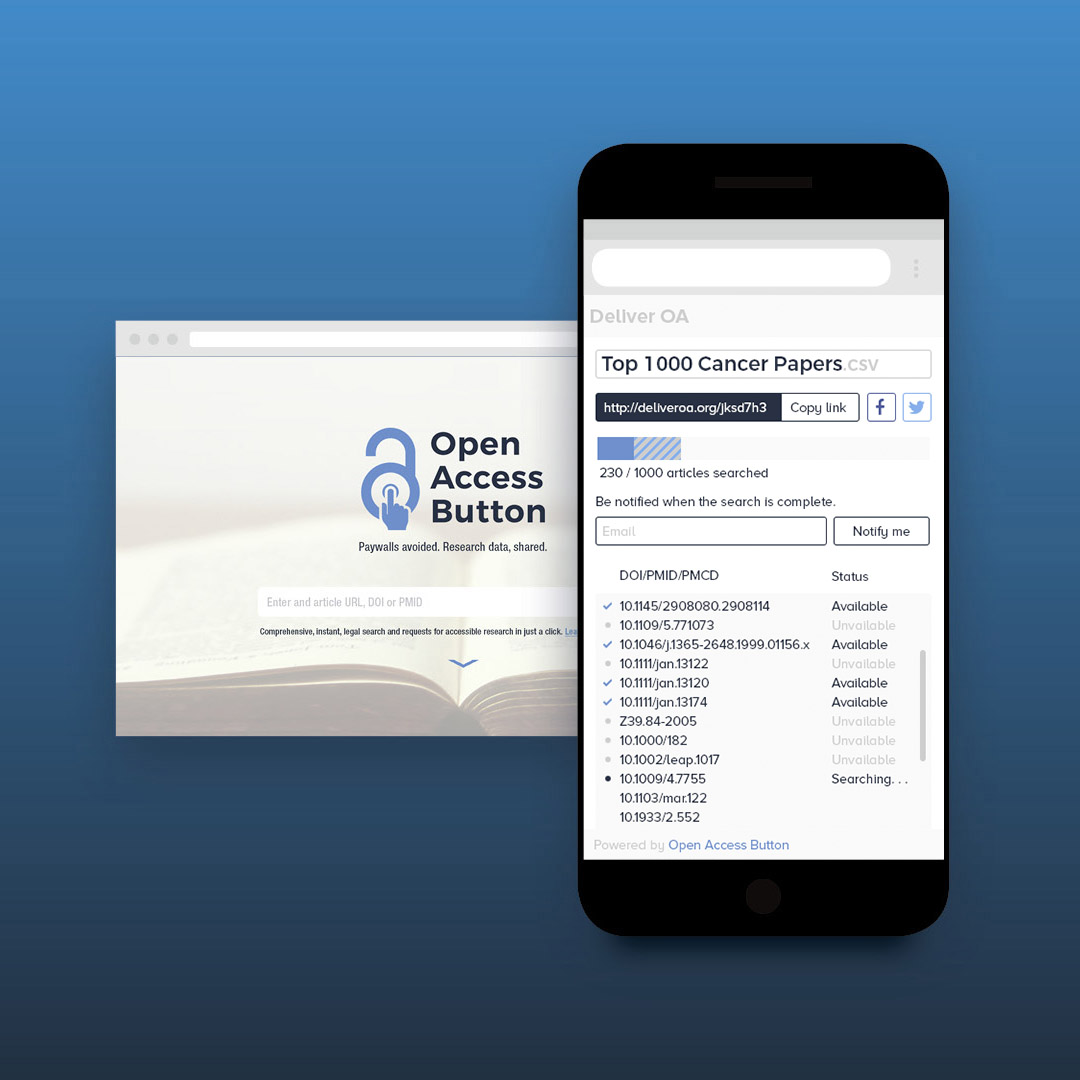 Open
Access
Button
Paywalls avoided. Research data, shared.
Enter and article URL, DOI or PMID
Comprehensive, instant, legal search and requests for accessible research in just a click.
Deliver OA
Top 1000 Cancer Papers.csv
http://deliveroa.org/jksd7h3 Copy link
230 / 1000 articles searched
Be notified when the search is complete.
Email Notify me
DOI/PMID/PMCD Status
10.1145/2908080.2908114 Available
10.1109/5.771073 Unvailable
10.1046/j.1365-2648.1999.01156.x Available
10.1111/jan.13122 Unvailable
10.1111/jan.13120 Available
10.1111/jan.13174 Available
Z39.84-2005 Unvailable
10.1000/182 Unvailable
10.1002/leap.1017 Unvailable
10.1009/4.7755 Searching. . .
10.1103/mar.122
10.1933/2.552
Powered by Open Access Button